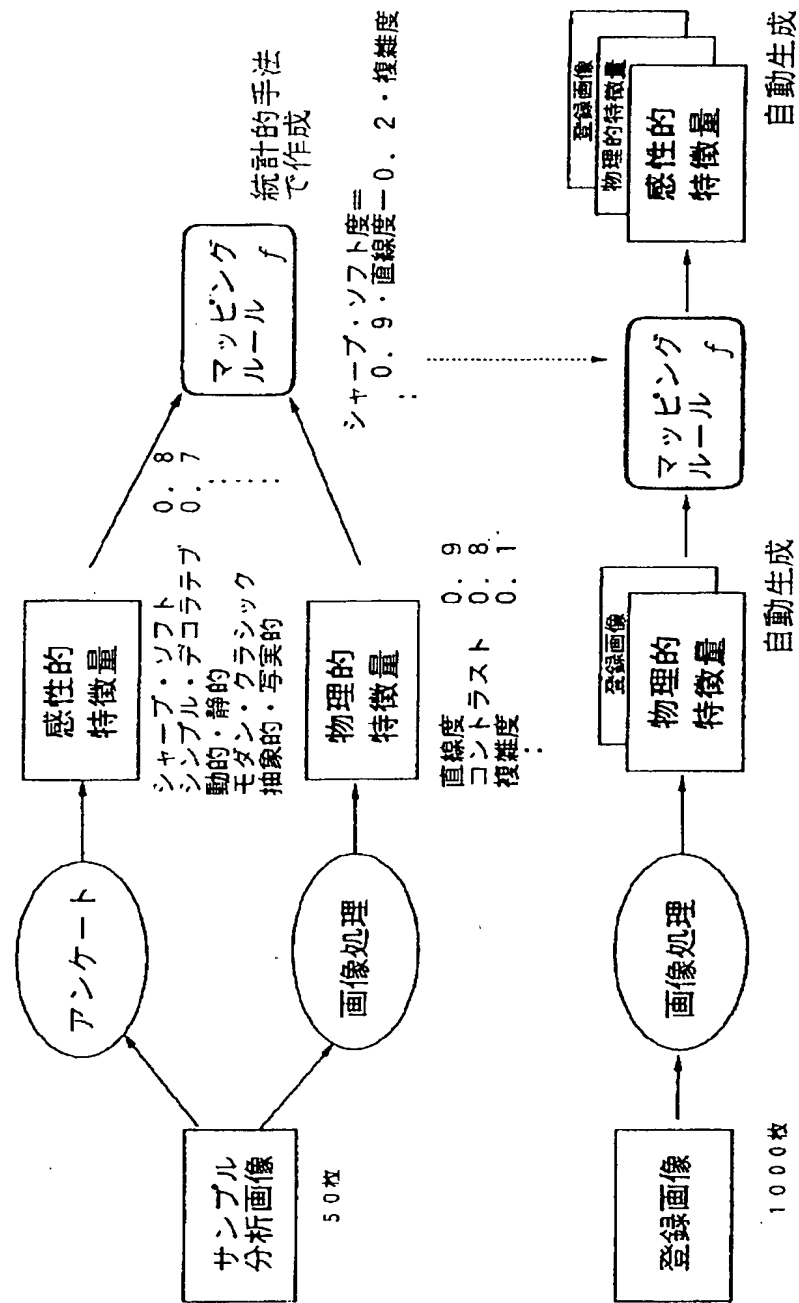 サンプル
分析画像
50枚
アンケート
画像処理
感性的
特徴量
シャープ・ソフト 0.8
シンプル・デコラテブ 0.7
動的・静的 :
モダン・クラシック :
抽象的・写実的 :
物理的
特徴量
直線度 0.9
コントラスト 0.8
複雑度 0.1
:
マッピング
ルール
f
統計的手法
で作成
シャープ・ソフト度=
0.9・直線度-0.2・複雑度
:
登録画像
1000枚
画像処理
登録画像
物理的
特徴量
自動生成
マッピング
ルール
f
登録画像
物理的特徴量
感性的
特徴量
自動生成